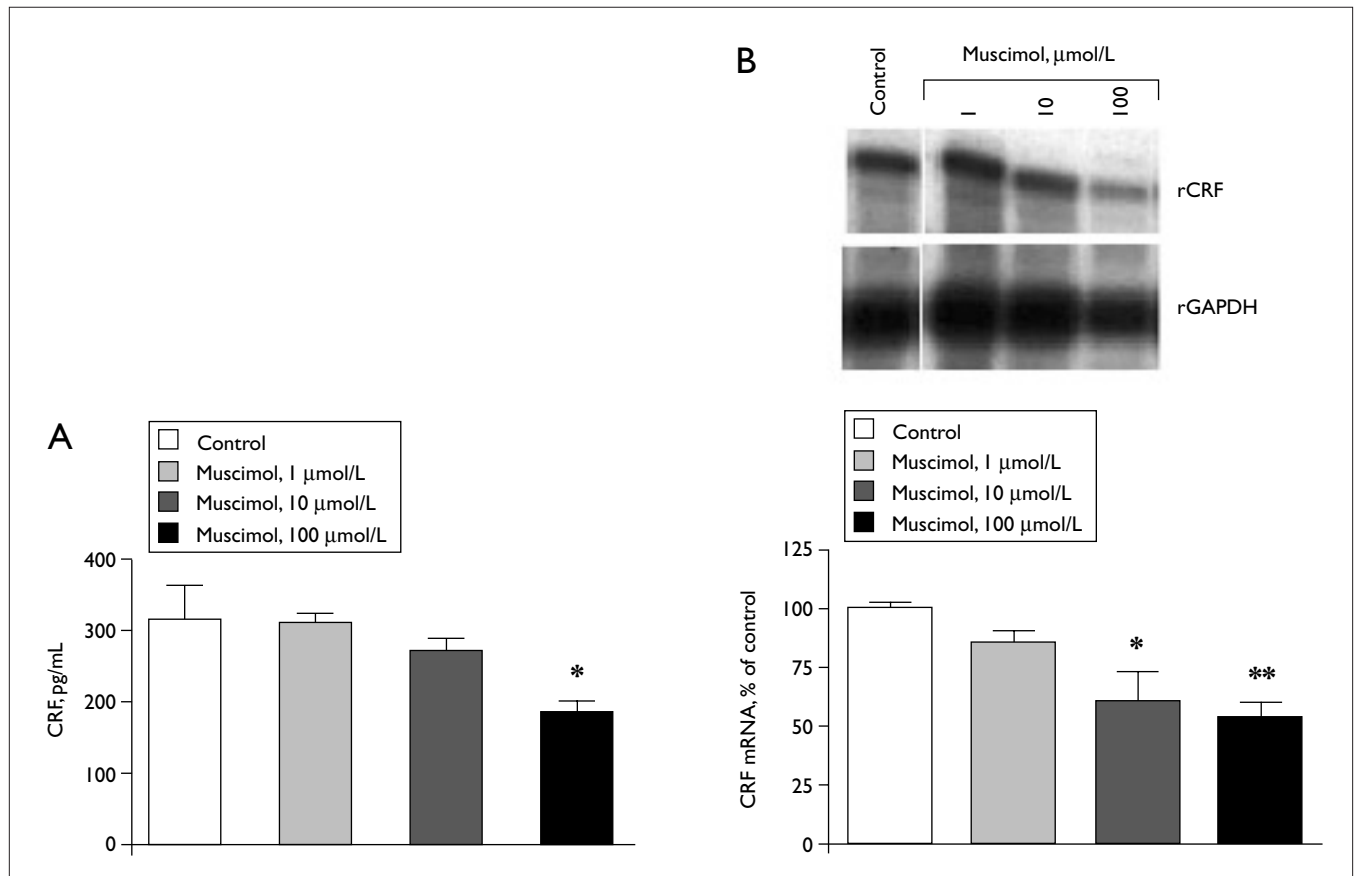 B
Control
Muscimol, μmol/L
1
10
100
rCRF
rGAPDH
A
Control
Muscimol, 1 μmol/L
Muscimol, 10 μmol/L
Muscimol, 100 μmol/L
400
300
200
100
0
CRF, pg/mL
*
Control
Muscimol, 1 μmol/L
Muscimol, 10 μmol/L
Muscimol, 100 μmol/L
125
100
75
50
25
0
CRF mRNA, % of control
*
**